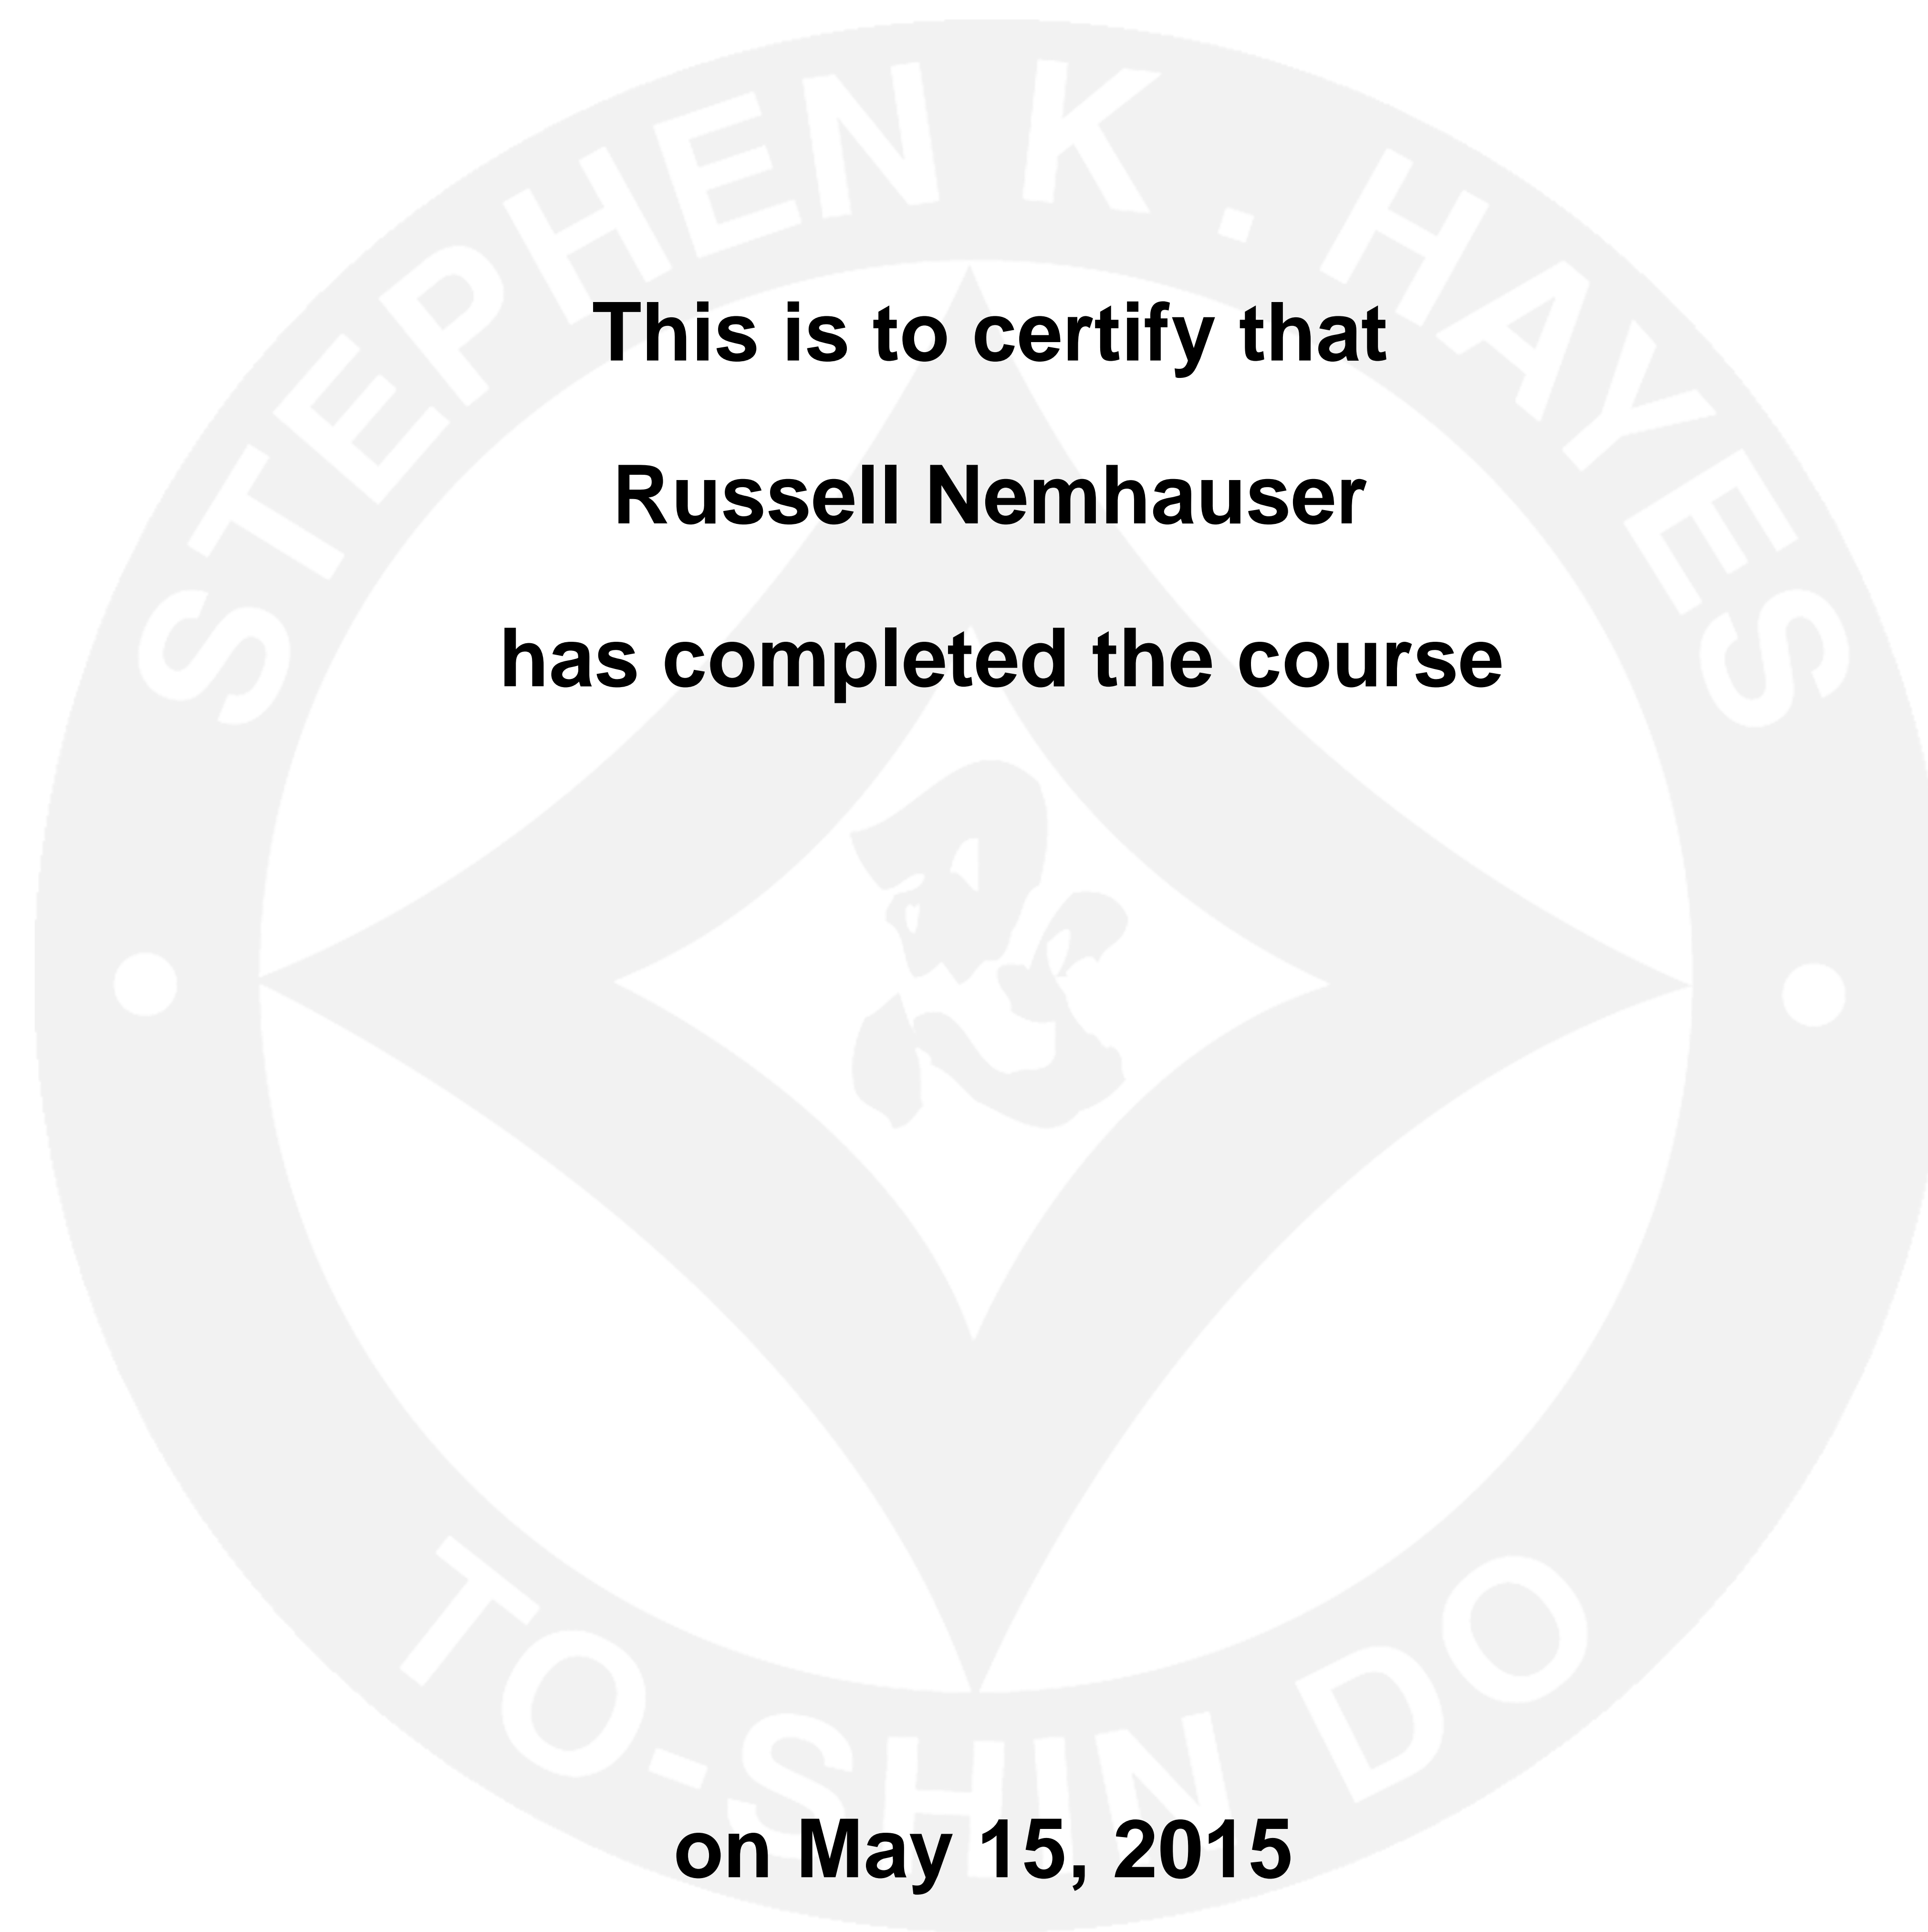 STEPHEN K. HAYES
This is to certify that
Russell Nemhauser
has completed the course
忍
TO-SHIN DO
on May 15, 2015